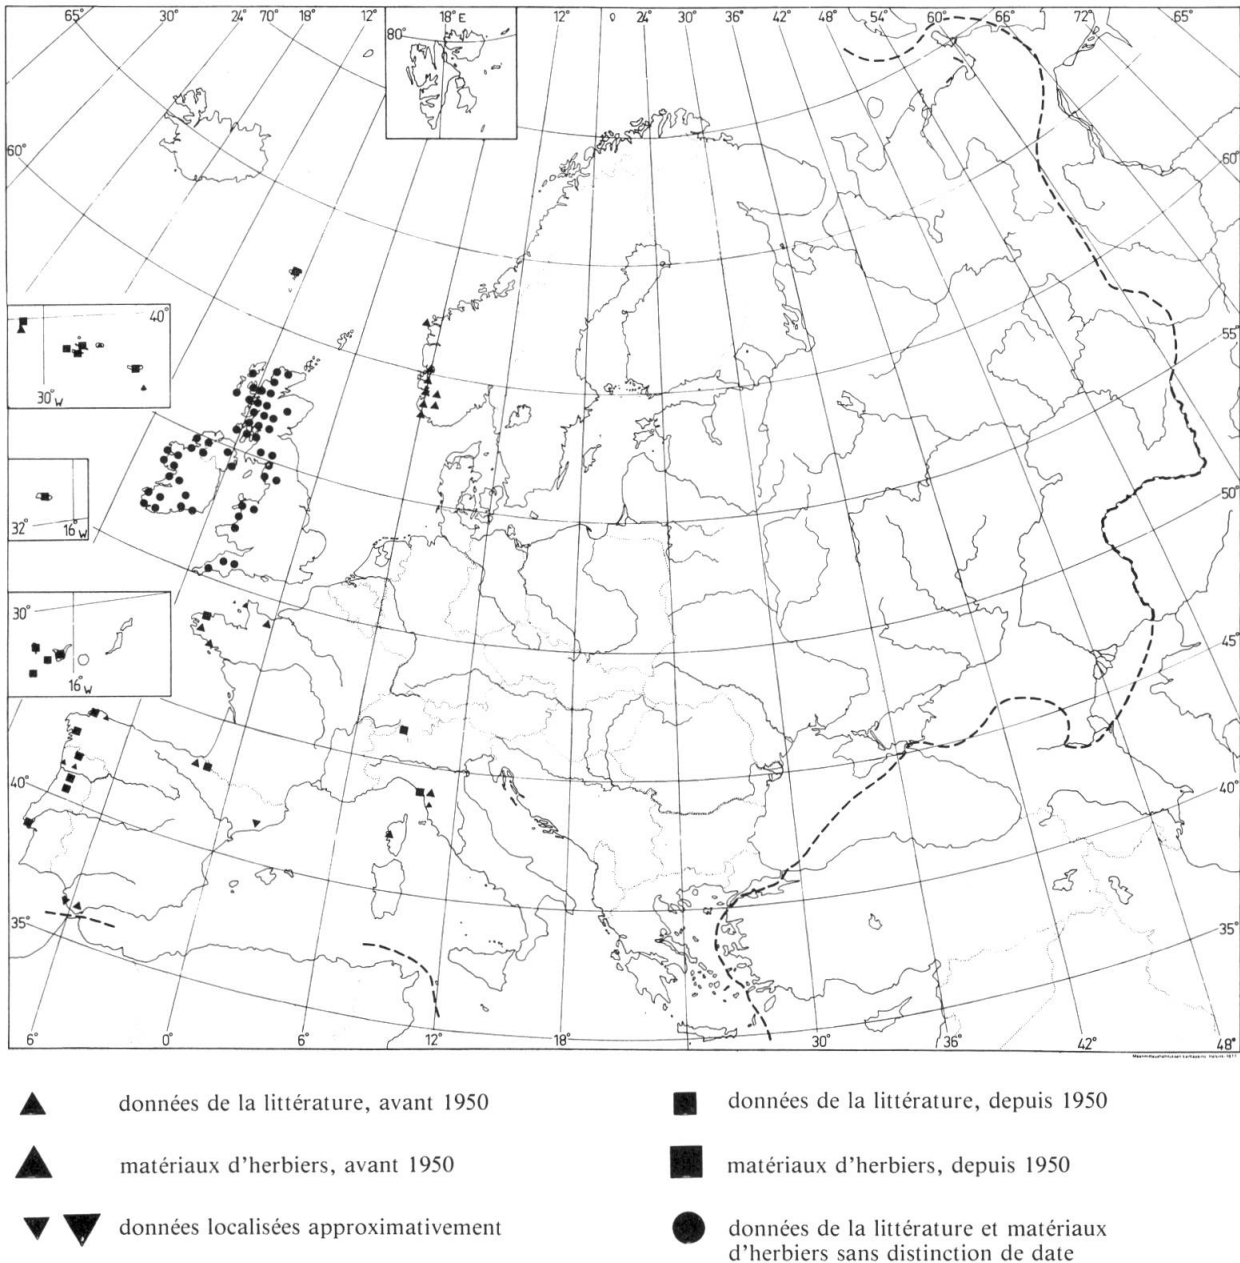 65° 30° 24° 70° 18° 12° 18° E 12° 0 24° 30° 36° 42° 48° 54° 60° 66° 72° 65°
80°
60°
60°
40°
30° W
55°
50°
32° 16° W
30°
16° W
45°
40°
40°
35°
35°
6° 0° 6° 12° 18° 30° 36° 42° 48°
données de la littérature, avant 1950
données de la littérature, depuis 1950
matériaux d'herbiers, avant 1950
matériaux d'herbiers, depuis 1950
données localisées approximativement
données de la littérature et matériaux
d'herbiers sans distinction de date